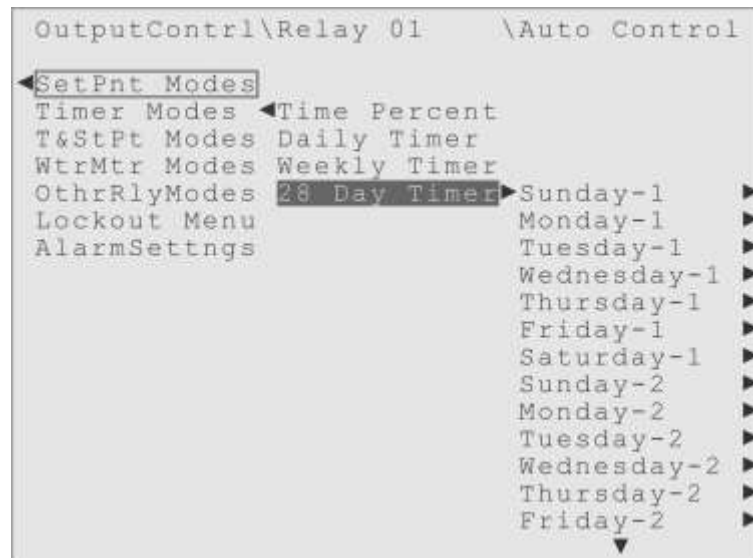 OutputContrl\Relay 01 \Auto Control
SetPnt Modes
Timer Modes Time Percent
T&StPt Modes Daily Timer
WtrMtr Modes Weekly Timer
OthrRlyModes 28 Day Timer Sunday-1
Lockout Menu Monday-1
AlarmSettngs Tuesday-1
Wednesday-1
Thursday-1
Friday-1
Saturday-1
Sunday-2
Monday-2
Tuesday-2
Wednesday-2
Thursday-2
Friday-2